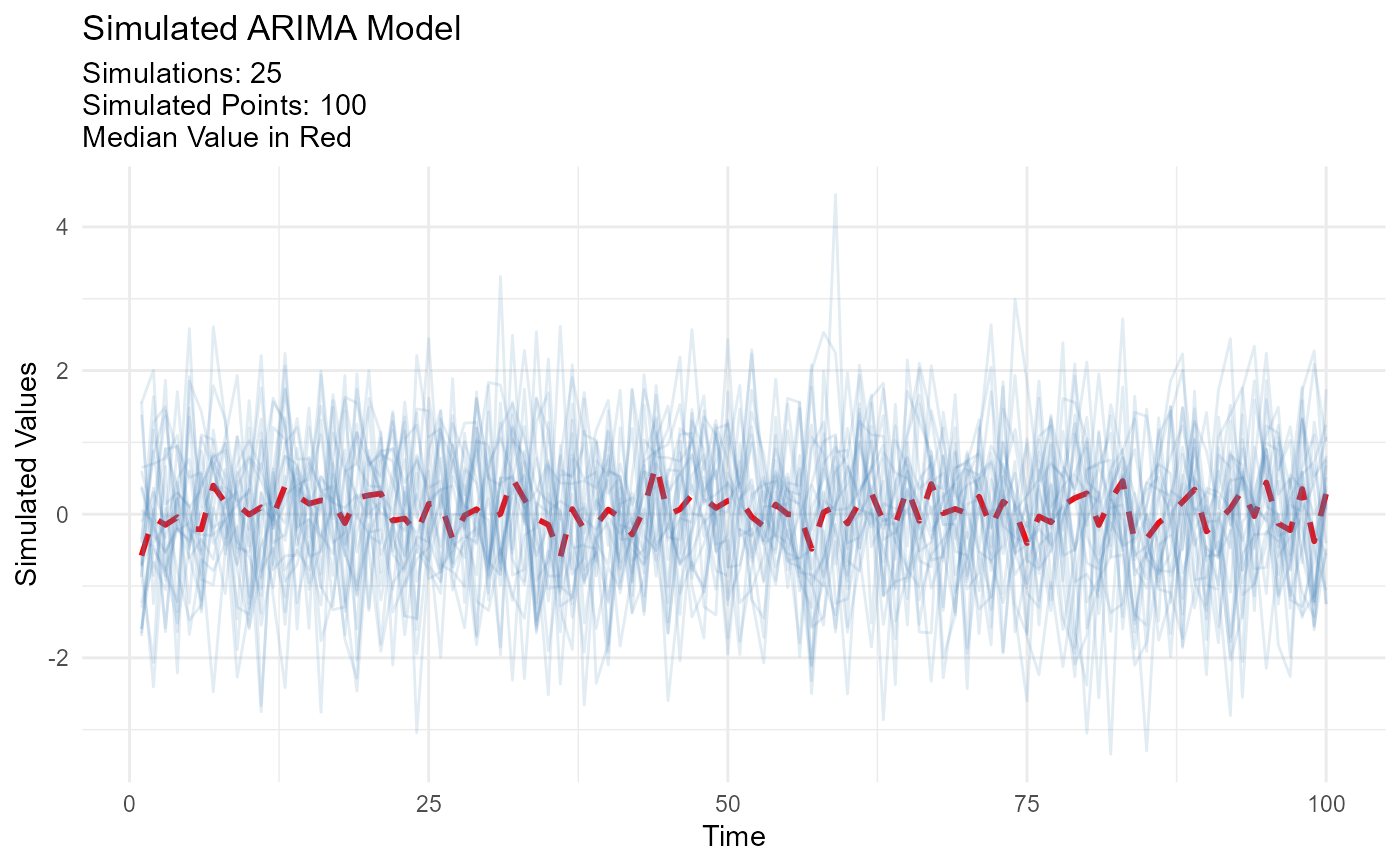 Simulated ARIMA Model
Simulations: 25
Simulated Points: 100
Median Value in Red
Simulated Values
4
2
0
-2
0
25
50
75
100
Time